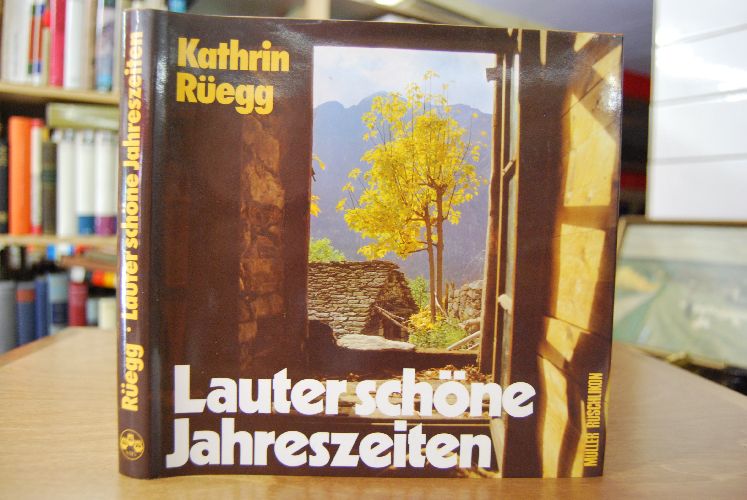 Kathrin
Rüegg
Lauter schöne
Jahreszeiten
Rüegg · Lauter schöne Jahreszeiten
MÜLLER RÜSCHLIKON